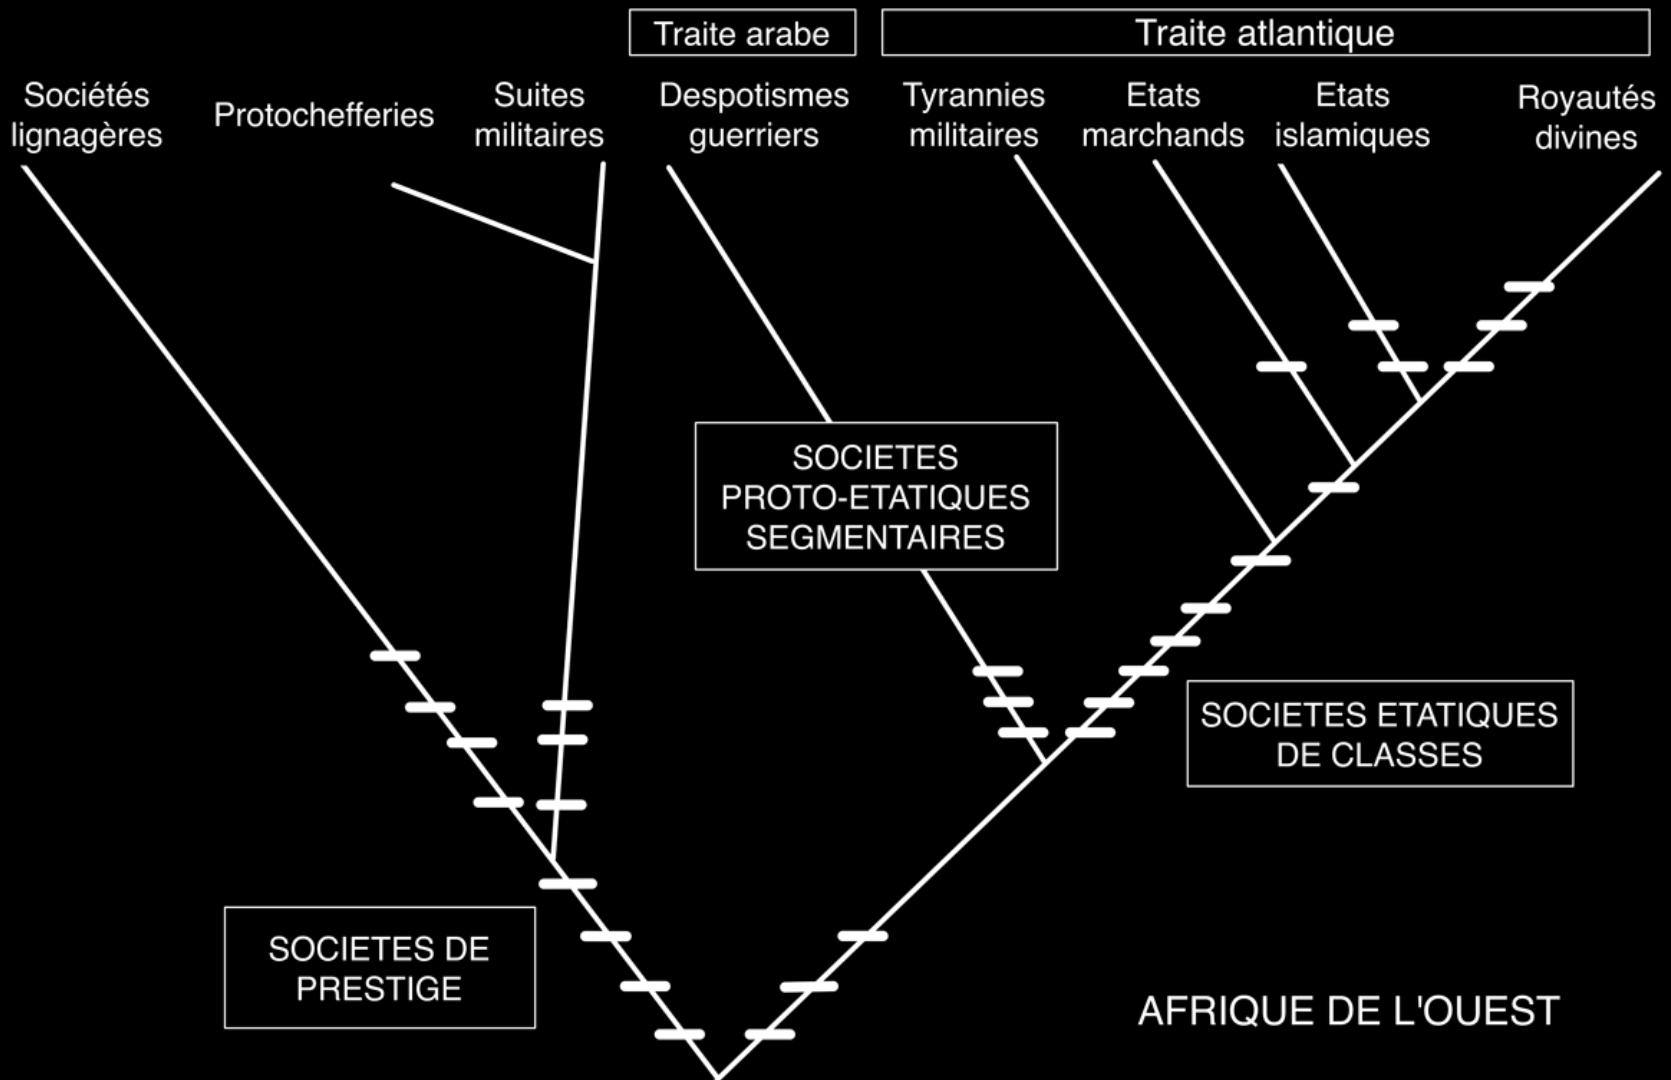 Traite arabe
Traite atlantique
Sociétés
lignagères
Protochefferies
Suites
militaires
Despotismes
guerriers
Tyrannies
militaires
Etats
marchands
Etats
islamiques
Royautés
divines
SOCIETES
PROTO-ETATIQUES
SEGMENTAIRES
SOCIETES ETATIQUES
DE CLASSES
SOCIETES DE
PRESTIGE
AFRIQUE DE L'OUEST